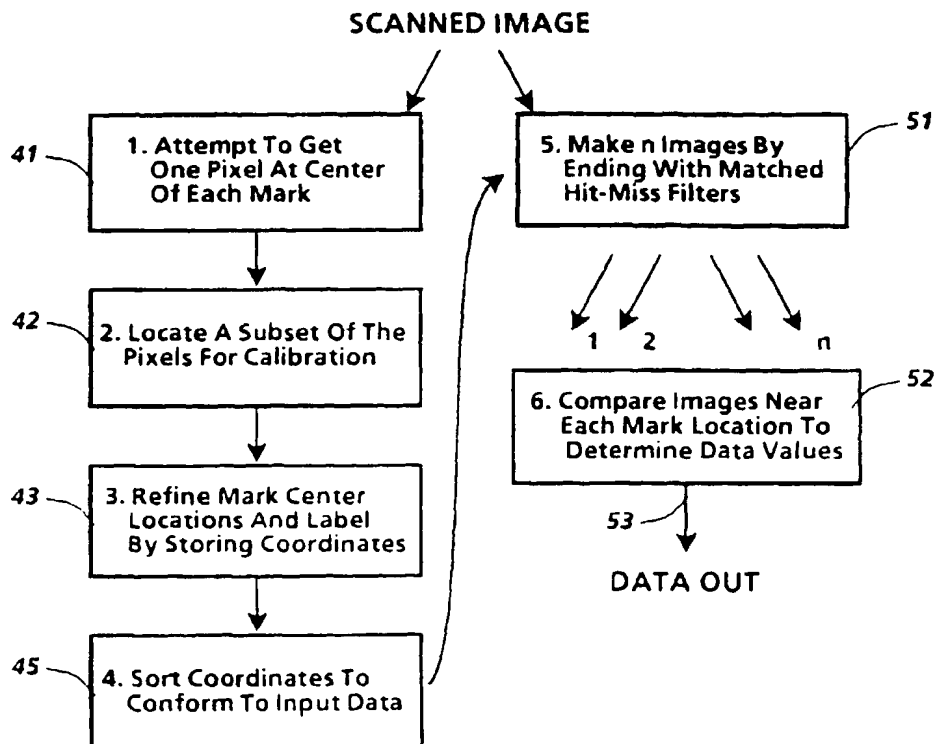 SCANNED IMAGE
41
1. Attempt To Get
One Pixel At Center
Of Each Mark
42
2. Locate A Subset Of The
Pixels For Calibration
43
3. Refine Mark Center
Locations And Label
By Storing Coordinates
45
4. Sort Coordinates To
Conform To Input Data
51
5. Make n Images By
Ending With Matched
Hit-Miss Filters
1 2 n
52
6. Compare Images Near
Each Mark Location To
Determine Data Values
53
DATA OUT